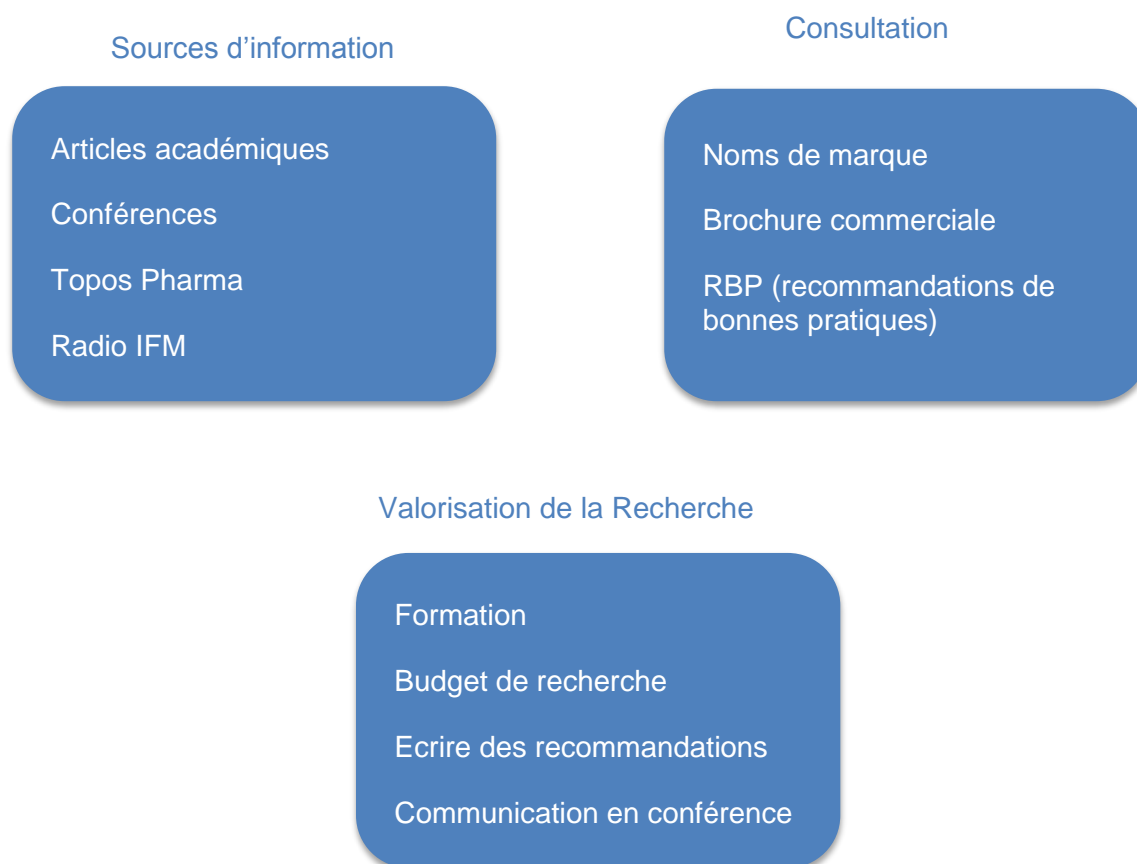 Sources d’information
Articles académiques
Conférences
Topos Pharma
Radio IFM
Consultation
Noms de marque
Brochure commerciale
RBP (recommandations de
bonnes pratiques)
Valorisation de la Recherche
Formation
Budget de recherche
Ecrire des recommandations
Communication en conférence